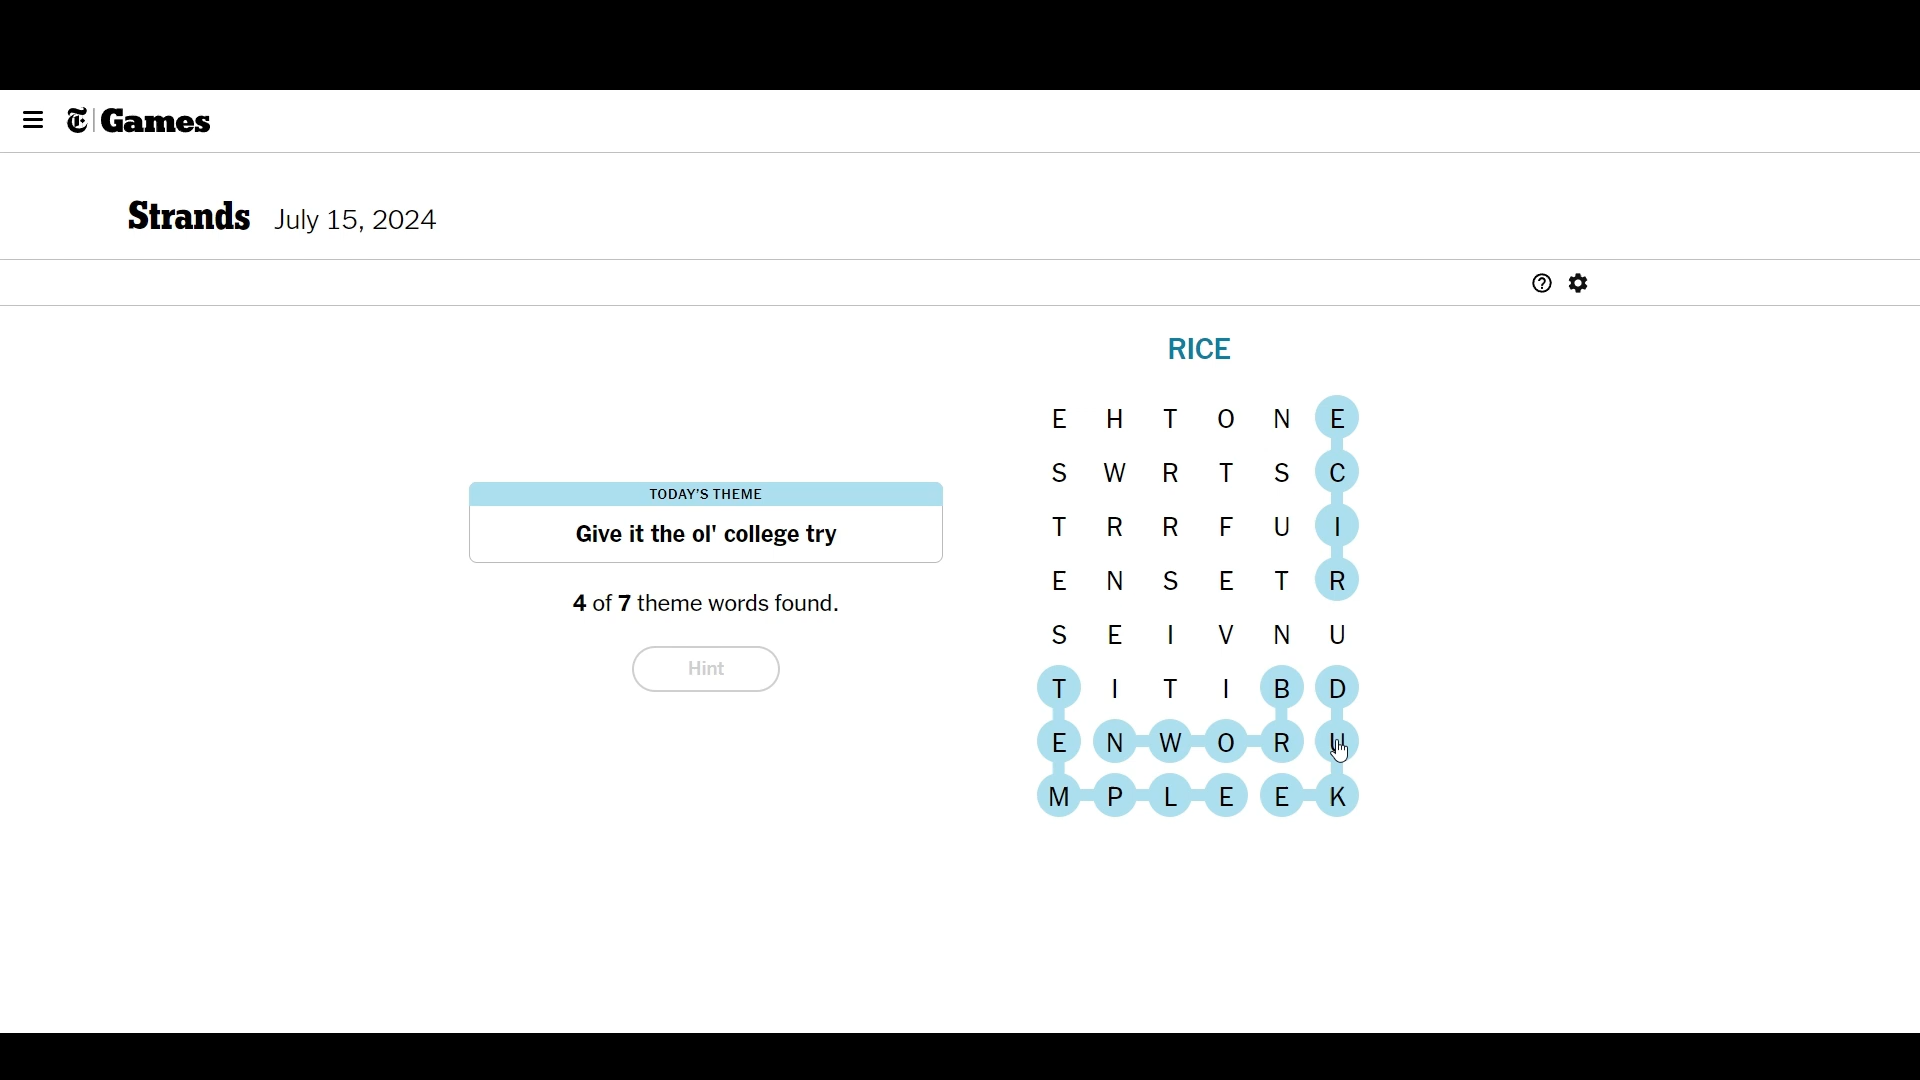 T Games
Strands July 15, 2024
RICE
TODAY'S THEME
Give it the ol' college try
4 of 7 theme words found.
Hint
E H T O N E
S W R T S C
T R R F U I
E N S E T R
S E I V N U
T I T I B D
E N W O R U
M P L E E K